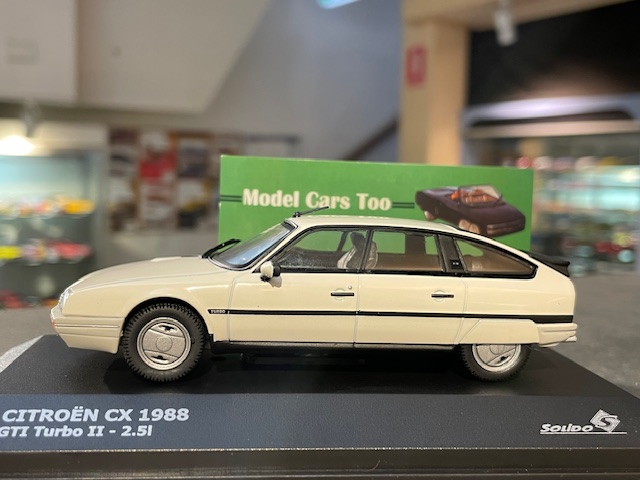 Model Cars Too
TURBO
CITROËN CX 1988
GTI Turbo II - 2.5l
SOLIDO S